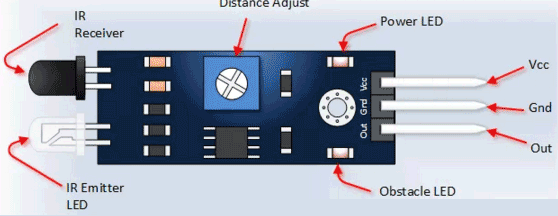 Distance Adjust
IR
Receiver
Power LED
Vcc
Vcc
Gnd
Gnd
Out
Out
IR Emitter
LED
Obstacle LED